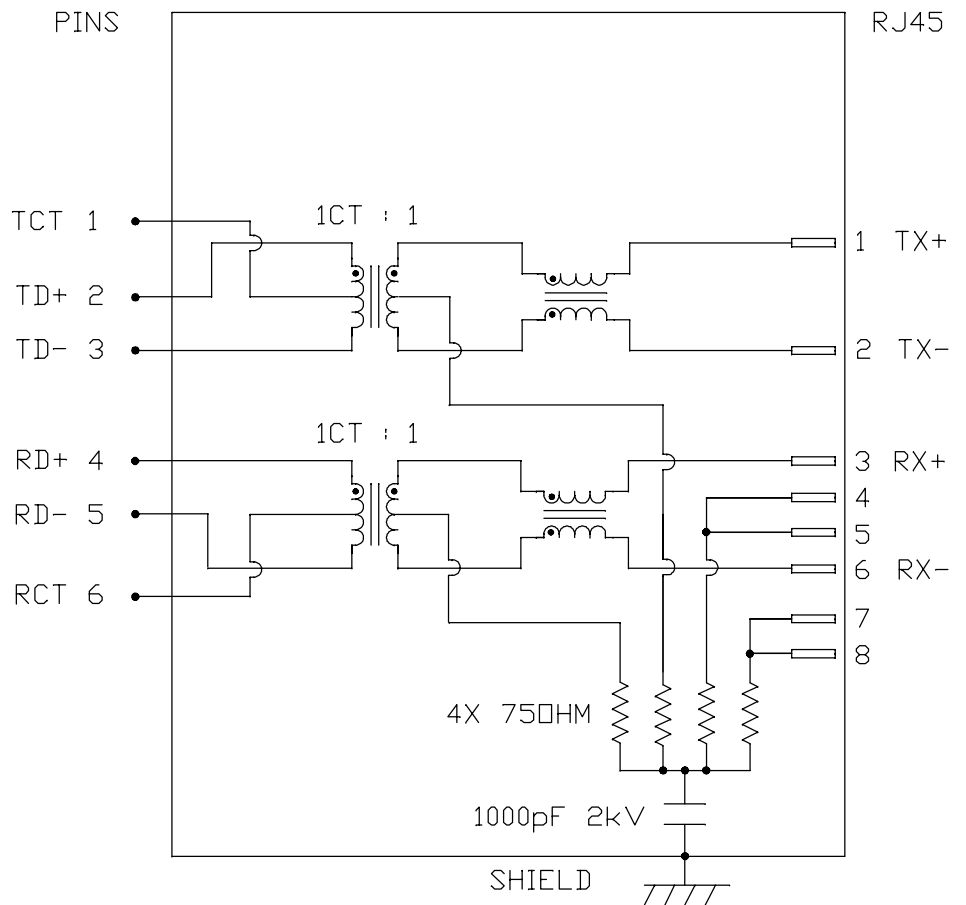 PINS
RJ45
TCT 1
1CT : 1
1 TX+
TD+ 2
TD- 3
2 TX-
1CT : 1
RD+ 4
3 RX+
4
RD- 5
5
6 RX-
RCT 6
7
8
4X 75OHM
1000pF 2kV
SHIELD